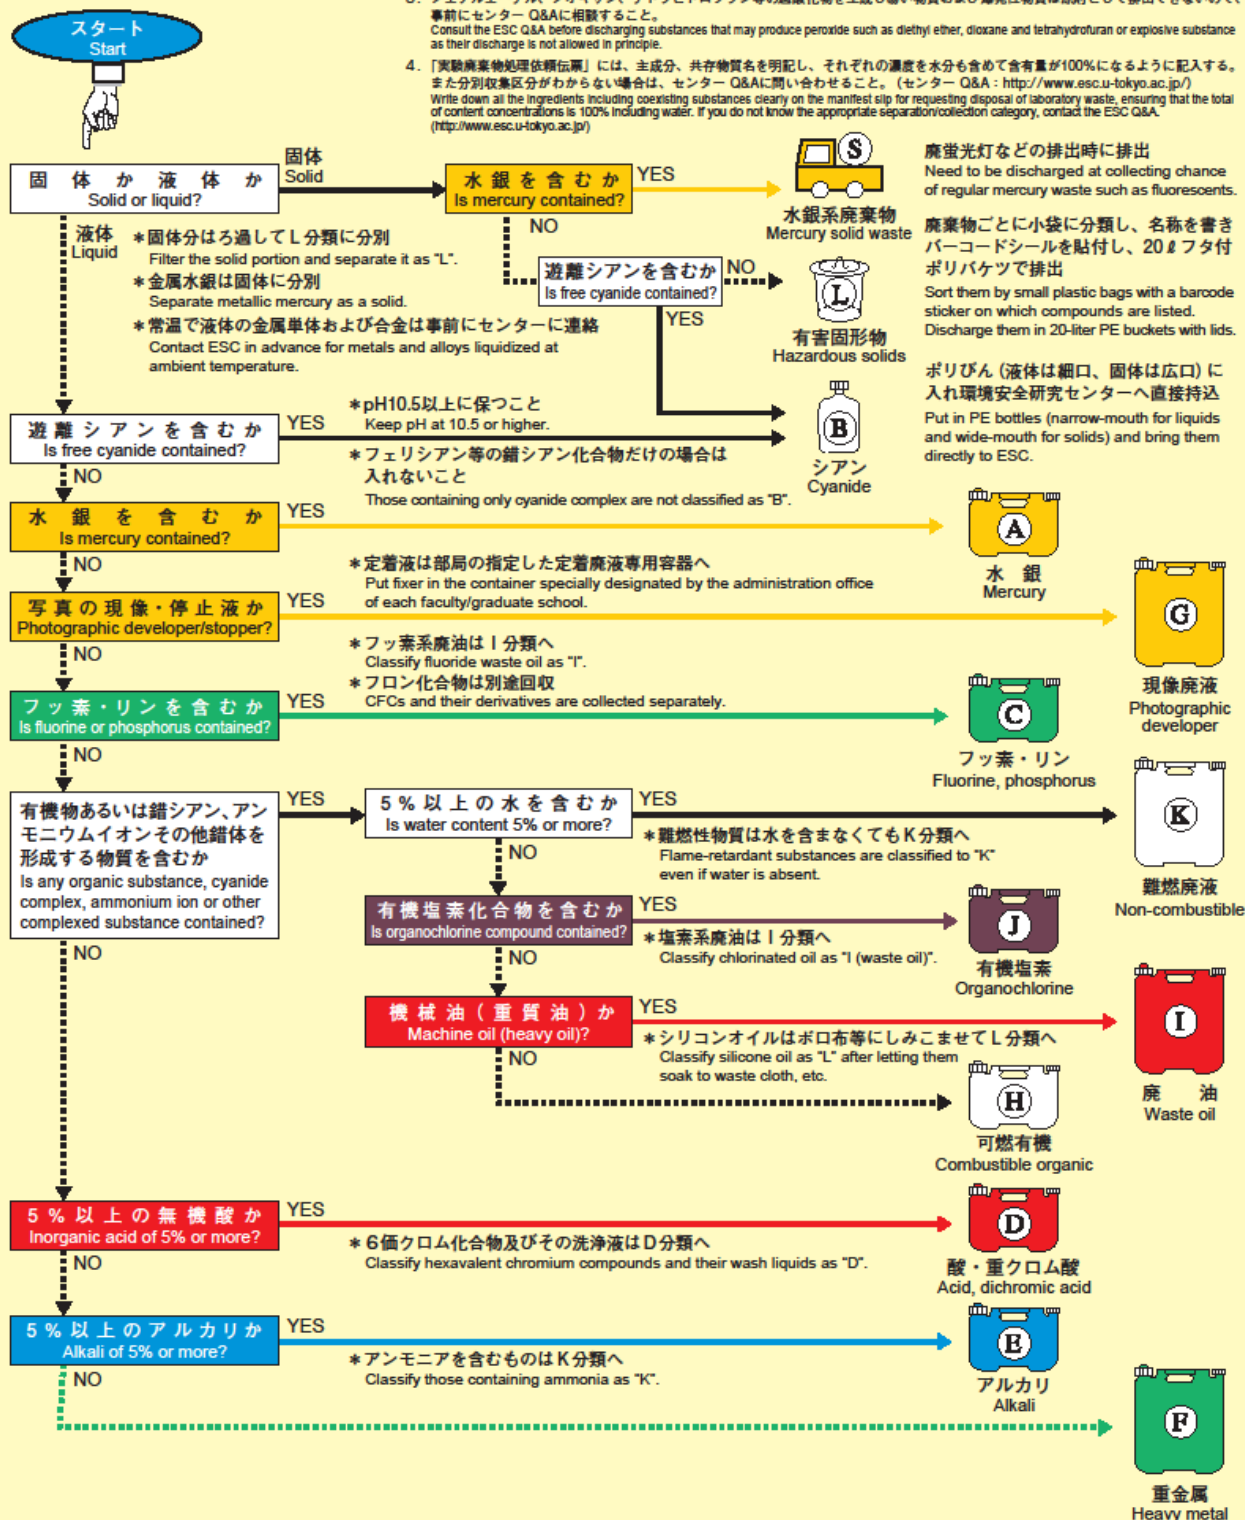 スタート
Start
事前にセンター Q&Aに相談すること。
Consult the ESC Q&A before discharging substances that may produce peroxide such as diethyl ether, dioxane and tetrahydrofuran or explosive substance
as their discharge is not allowed in principle.
4．「実験廃棄物処理依頼伝票」には、主成分、共存物質名を明記し、それぞれの濃度を水分も含めて含有量が100%になるように記入する。
また分別収集区分がわからない場合は、センター Q&Aに問い合わせること。（センター Q&A：http://www.esc.u-tokyo.ac.jp/）
Write down all the ingredients including coexisting substances clearly on the manifest slip for requesting disposal of laboratory waste, ensuring that the total
of content concentrations is 100% including water. If you do not know the appropriate separation/collection category, contact the ESC Q&A.
(http://www.esc.u-tokyo.ac.jp/)
固体か液体か
Solid or liquid?
固体
Solid
水銀を含むか
Is mercury contained?
YES
NO
S
水銀系廃棄物
Mercury solid waste
廃蛍光灯などの排出時に排出
Need to be discharged at collecting chance
of regular mercury waste such as fluorescents.
液体
Liquid
＊固体分はろ過してL分類に分別
Filter the solid portion and separate it as "L".
＊金属水銀は固体に分別
Separate metallic mercury as a solid.
＊常温で液体の金属単体および合金は事前にセンターに連絡
Contact ESC in advance for metals and alloys liquidized at
ambient temperature.
遊離シアンを含むか
Is free cyanide contained?
NO
YES
L
有害固形物
Hazardous solids
廃棄物ごとに小袋に分類し、名称を書き
バーコードシールを貼付し、20ℓフタ付
ポリバケツで排出
Sort them by small plastic bags with a barcode
sticker on which compounds are listed.
Discharge them in 20-liter PE buckets with lids.
ポリびん（液体は細口、固体は広口）に
入れ環境安全研究センターへ直接持込
Put in PE bottles (narrow-mouth for liquids
and wide-mouth for solids) and bring them
directly to ESC.
遊離シアンを含むか
Is free cyanide contained?
YES
NO
＊pH10.5以上に保つこと
Keep pH at 10.5 or higher.
＊フェリシアン等の錯シアン化合物だけの場合は
入れないこと
Those containing only cyanide complex are not classified as "B".
B
シアン
Cyanide
水銀を含むか
Is mercury contained?
YES
NO
A
水銀
Mercury
＊定着液は部局の指定した定着廃液専用容器へ
Put fixer in the container specially designated by the administration office
of each faculty/graduate school.
写真の現像・停止液か
Photographic developer/stopper?
YES
NO
G
現像廃液
Photographic
developer
＊フッ素系廃油はI分類へ
Classify fluoride waste oil as "I".
＊フロン化合物は別途回収
CFCs and their derivatives are collected separately.
フッ素・リンを含むか
Is fluorine or phosphorus contained?
YES
NO
C
フッ素・リン
Fluorine, phosphorus
有機物あるいは錯シアン、アン
モニウムイオンその他錯体を
形成する物質を含むか
Is any organic substance, cyanide
complex, ammonium ion or other
complexed substance contained?
YES
NO
5%以上の水を含むか
Is water content 5% or more?
YES
NO
＊難燃性物質は水を含まなくてもK分類へ
Flame-retardant substances are classified to "K"
even if water is absent.
K
難燃廃液
Non-combustible
有機塩素化合物を含むか
Is organochlorine compound contained?
YES
NO
＊塩素系廃油はI分類へ
Classify chlorinated oil as "I (waste oil)".
J
有機塩素
Organochlorine
機械油（重質油）か
Machine oil (heavy oil)?
YES
NO
＊シリコンオイルはボロ布等にしみこませてL分類へ
Classify silicone oil as "L" after letting them
soak to waste cloth, etc.
I
廃油
Waste oil
H
可燃有機
Combustible organic
5%以上の無機酸か
Inorganic acid of 5% or more?
YES
NO
＊6価クロム化合物及びその洗浄液はD分類へ
Classify hexavalent chromium compounds and their wash liquids as "D".
D
酸・重クロム酸
Acid, dichromic acid
5%以上のアルカリか
Alkali of 5% or more?
YES
NO
＊アンモニアを含むものはK分類へ
Classify those containing ammonia as "K".
E
アルカリ
Alkali
F
重金属
Heavy metal